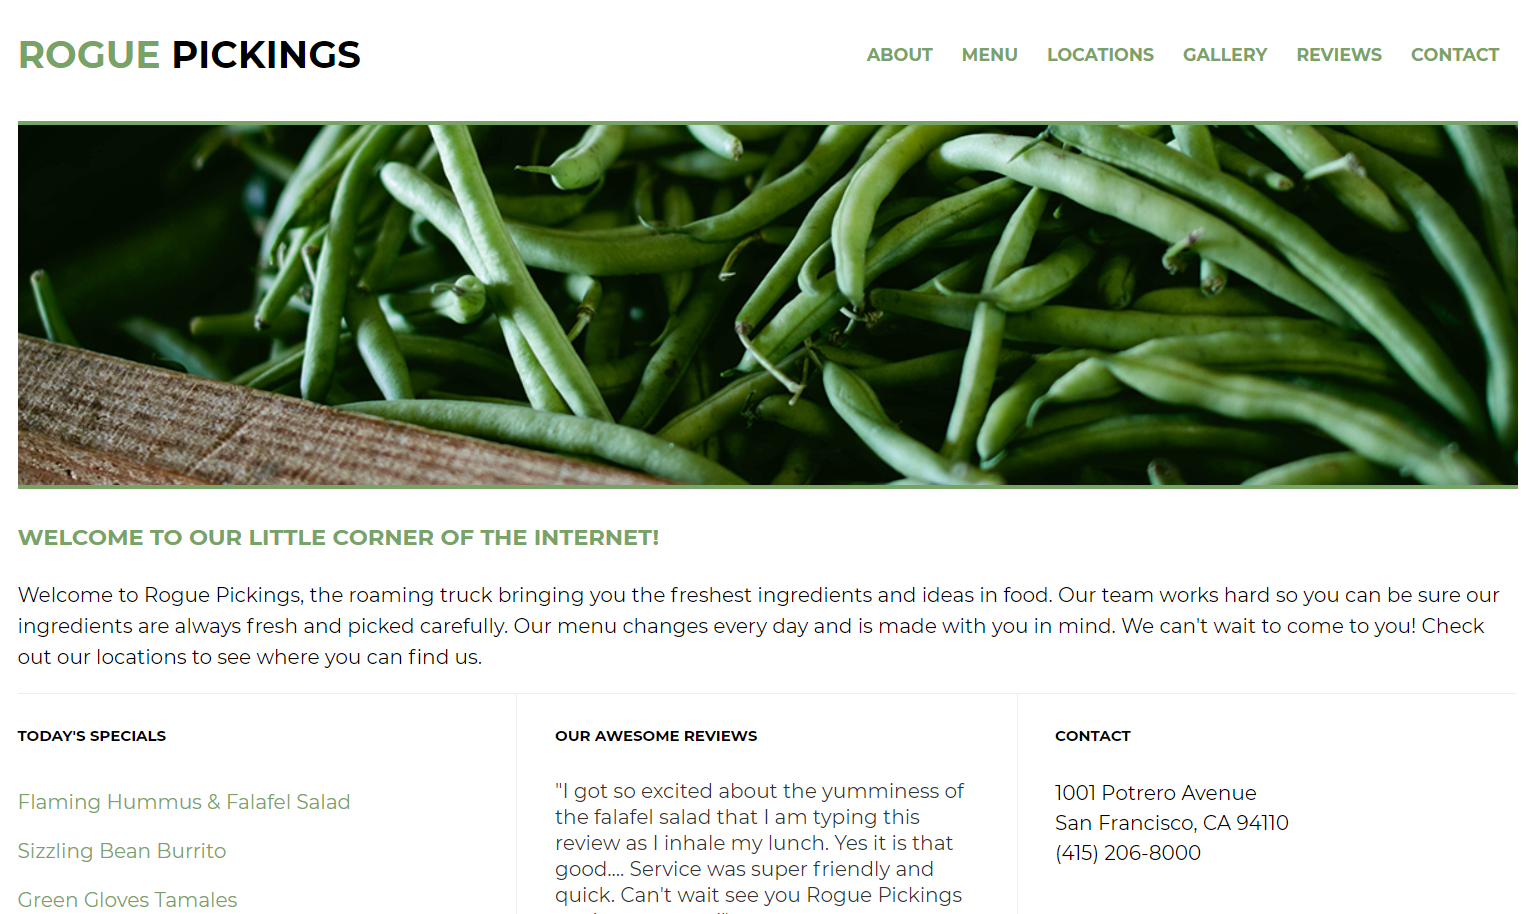 ROGUE PICKINGS
ABOUT MENU LOCATIONS GALLERY REVIEWS CONTACT
WELCOME TO OUR LITTLE CORNER OF THE INTERNET!
Welcome to Rogue Pickings, the roaming truck bringing you the freshest ingredients and ideas in food. Our team works hard so you can be sure our
ingredients are always fresh and picked carefully. Our menu changes every day and is made with you in mind. We can't wait to come to you! Check
out our locations to see where you can find us.
TODAY'S SPECIALS
Flaming Hummus & Falafel Salad
Sizzling Bean Burrito
Green Gloves Tamales
OUR AWESOME REVIEWS
"I got so excited about the yumminess of
the falafel salad that I am typing this
review as I inhale my lunch. Yes it is that
good.... Service was super friendly and
quick. Can't wait see you Rogue Pickings
CONTACT
1001 Potrero Avenue
San Francisco, CA 94110
(415) 206-8000